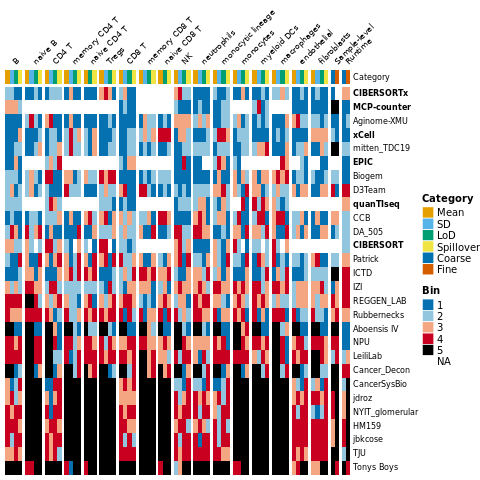 B
naive B
CD4 T
memory CD4 T
naive CD4 T
Tregs
CD8 T
memory CD8 T
naive CD8 T
NK
neutrophils
monocytic lineage
monocytes
myeloid DCs
macrophages
endothelial
fibroblasts
Sample-level
Runtime
Category
CIBERSORTx
MCP-counter
Aginome-XMU
xCell
mitten_TDC19
EPIC
Biogem
D3Team
quanTIseq
CCB
DA_505
CIBERSORT
Patrick
ICTD
IZI
REGGEN_LAB
Rubbernecks
Aboensis IV
NPU
LeiliLab
Cancer_Decon
CancerSysBio
jdroz
NYIT_glomerular
HM159
jbkcose
TJU
Tonys Boys
Category
Mean
SD
LoD
Spillover
Coarse
Fine
Bin
1
2
3
4
5
NA